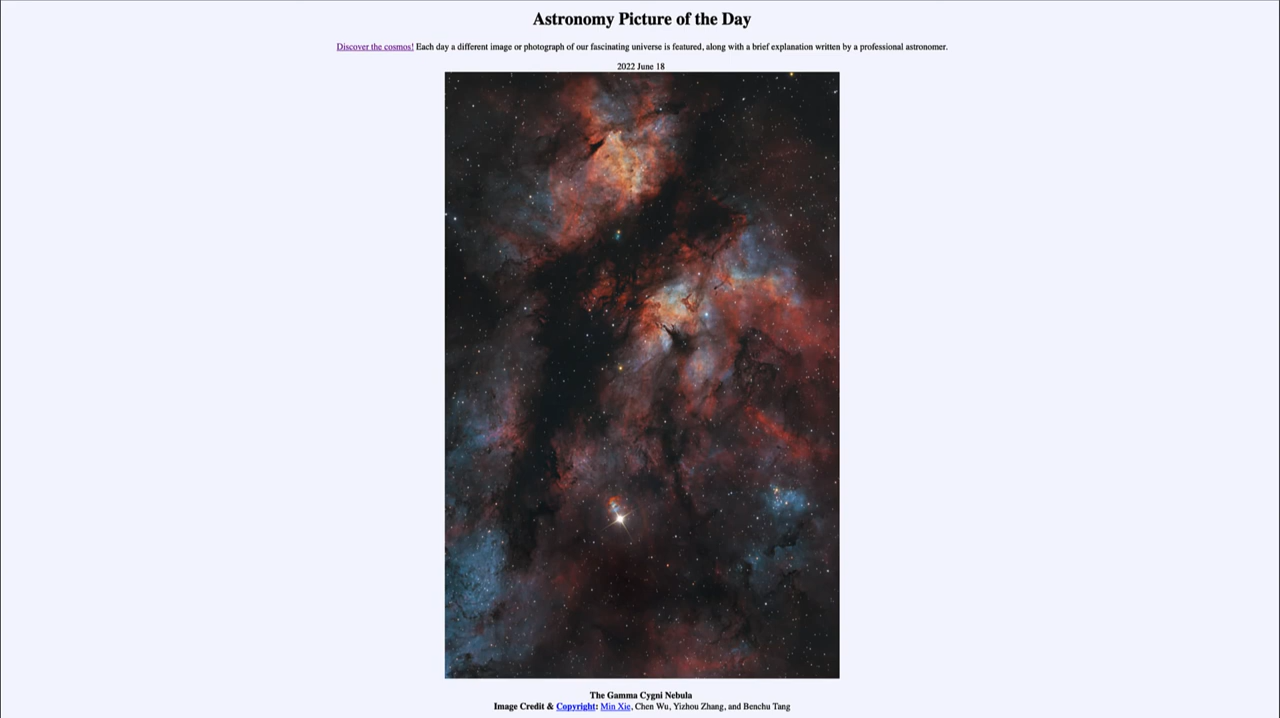 Astronomy Picture of the Day
Discover the cosmos! Each day a different image or photograph of our fascinating universe is featured, along with a brief explanation written by a professional astronomer.
2022 June 18
The Gamma Cygni Nebula
Image Credit & Copyright: Min Xie, Chen Wu, Yizhou Zhang, and Benchu Tang